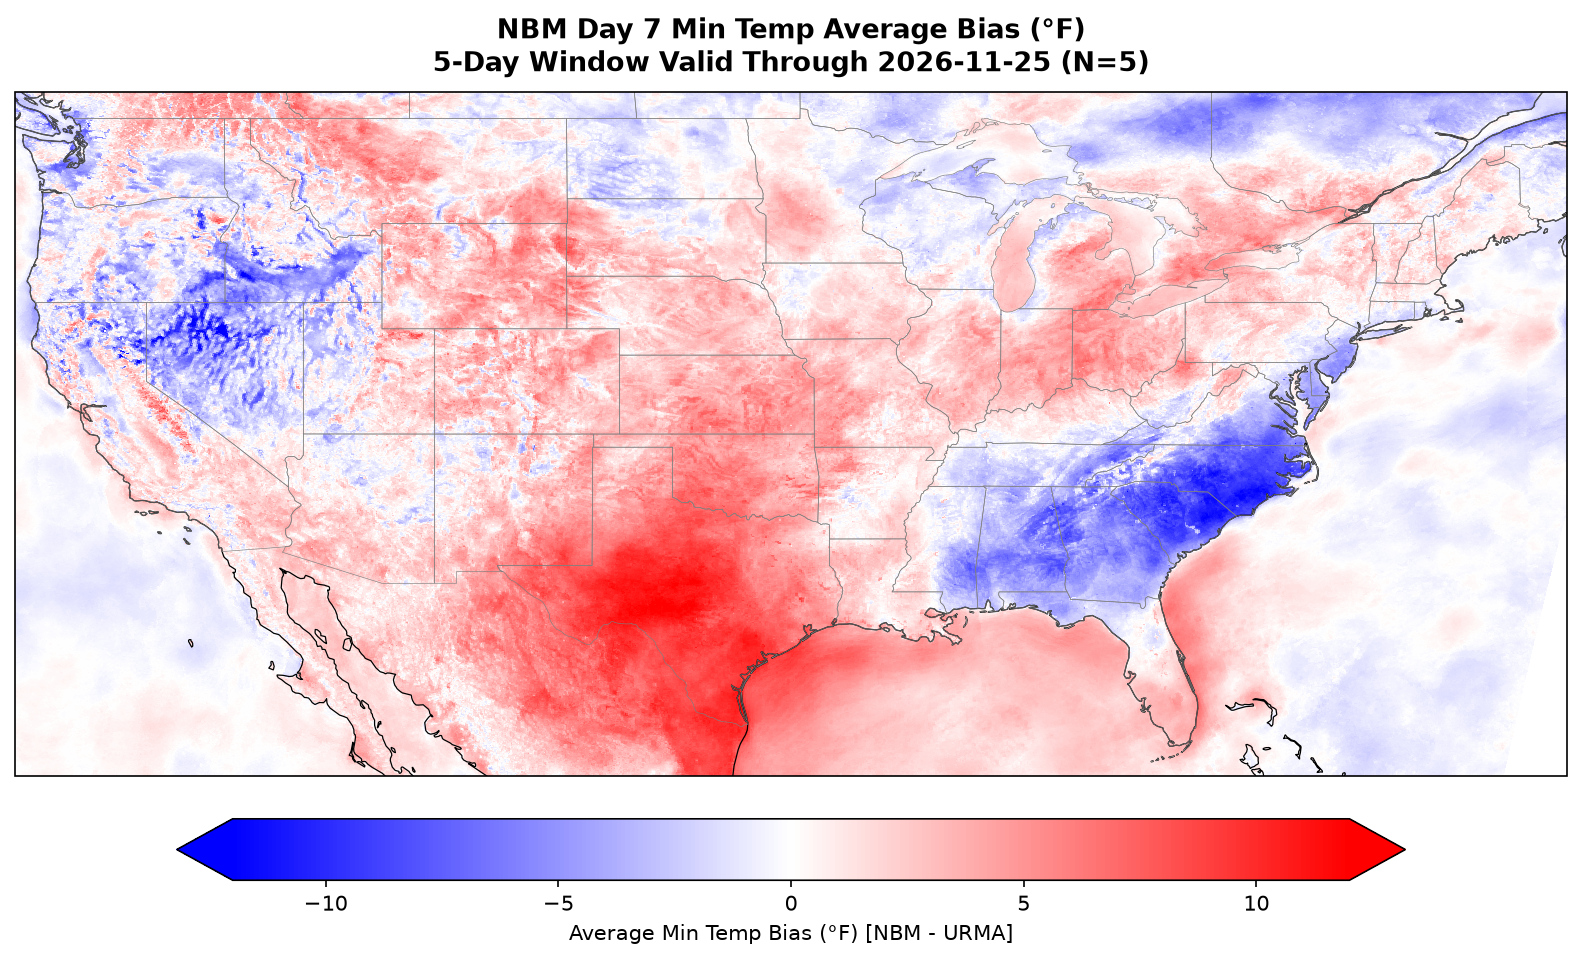 NBM Day 7 Min Temp Average Bias (°F)
5-Day Window Valid Through 2026-11-25 (N=5)
−10 −5 0 5 10
Average Min Temp Bias (°F) [NBM - URMA]